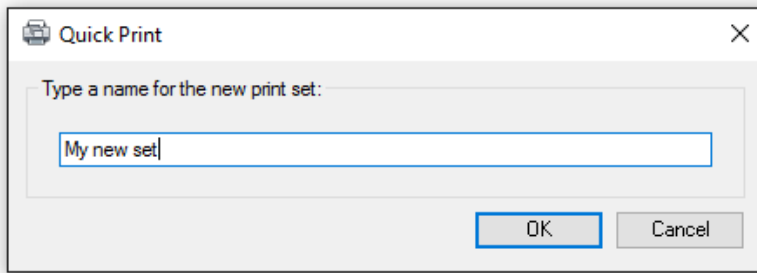 Quick Print
Type a name for the new print set:
My new set
OK Cancel